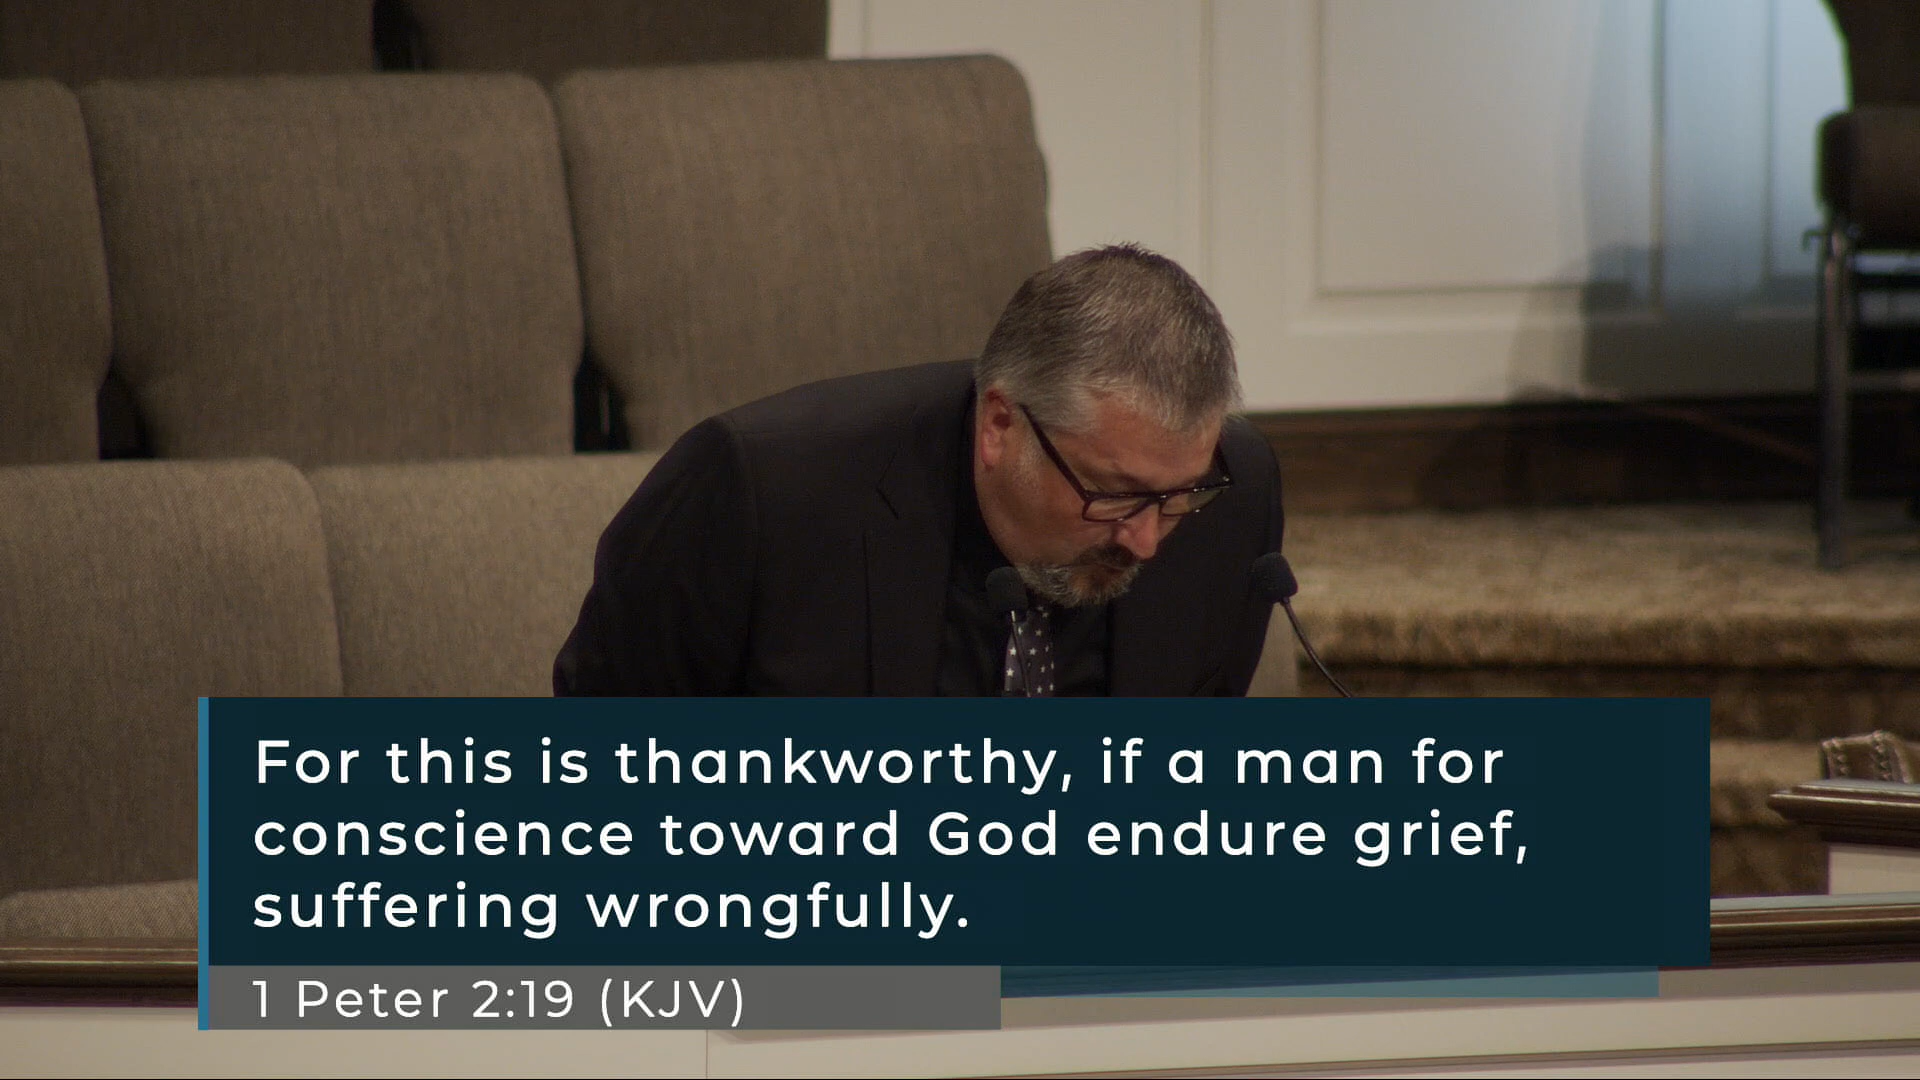 For this is thankworthy, if a man for
conscience toward God endure grief,
suffering wrongfully.
1 Peter 2:19 (KJV)